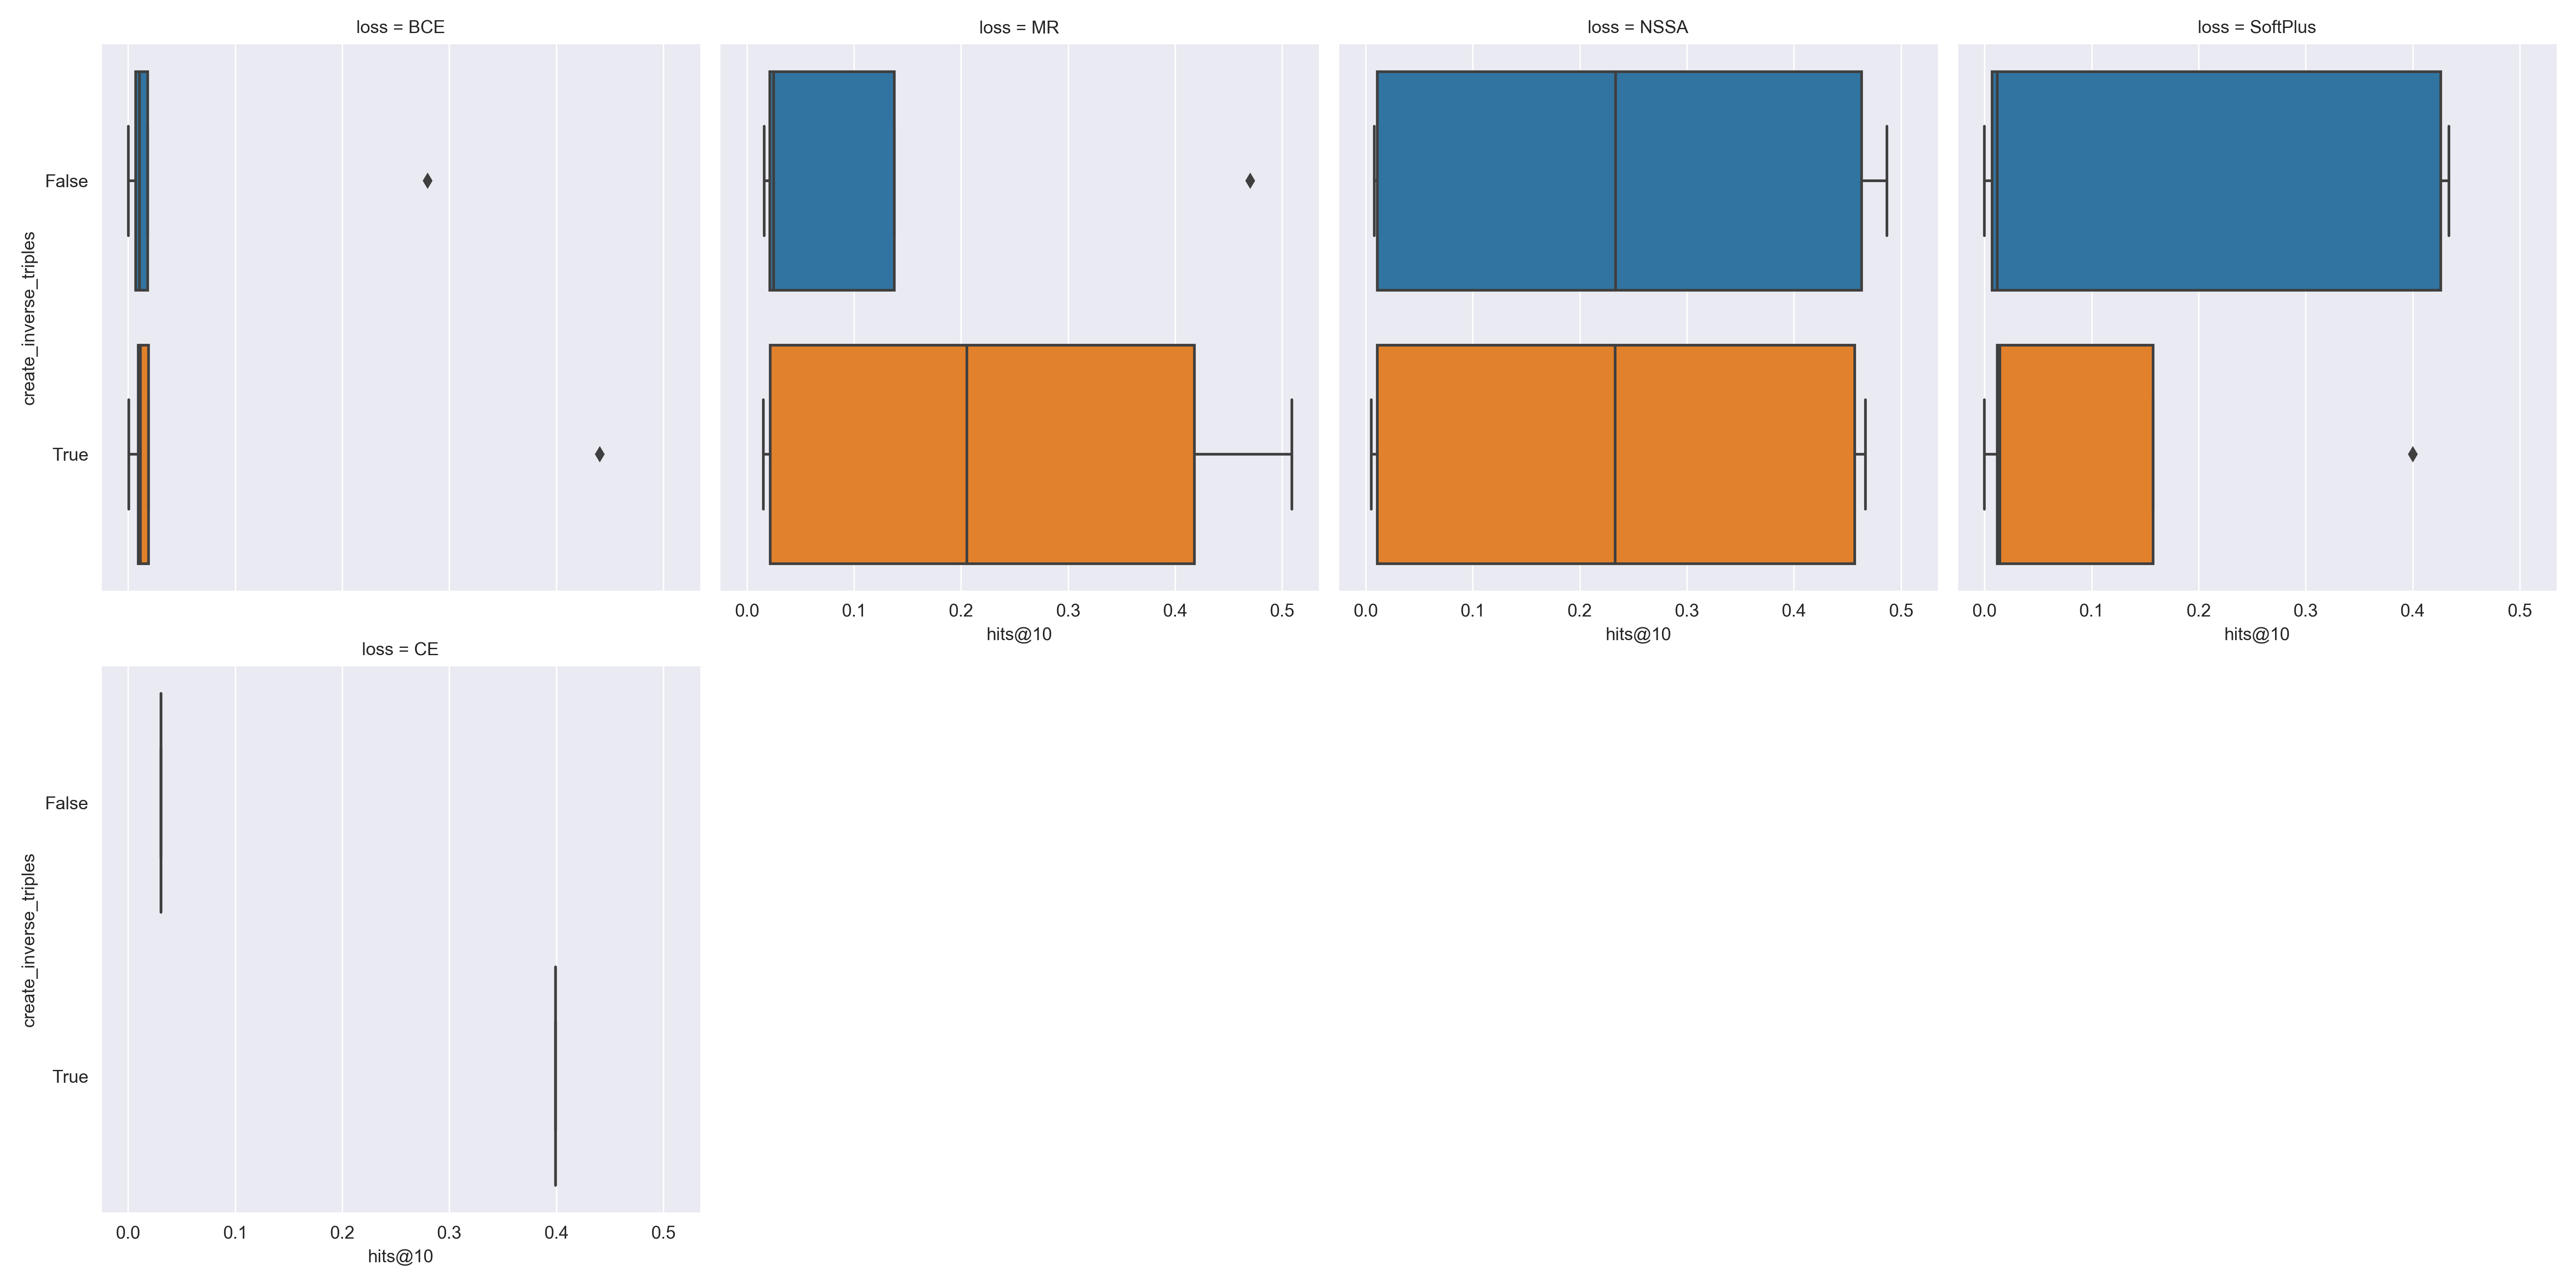 loss = BCE
loss = MR
loss = NSSA
loss = SoftPlus
create_inverse_triples
False
True
0.0 0.1 0.2 0.3 0.4 0.5
hits@10
0.0 0.1 0.2 0.3 0.4 0.5
hits@10
0.0 0.1 0.2 0.3 0.4 0.5
hits@10
loss = CE
create_inverse_triples
False
True
0.0 0.1 0.2 0.3 0.4 0.5
hits@10